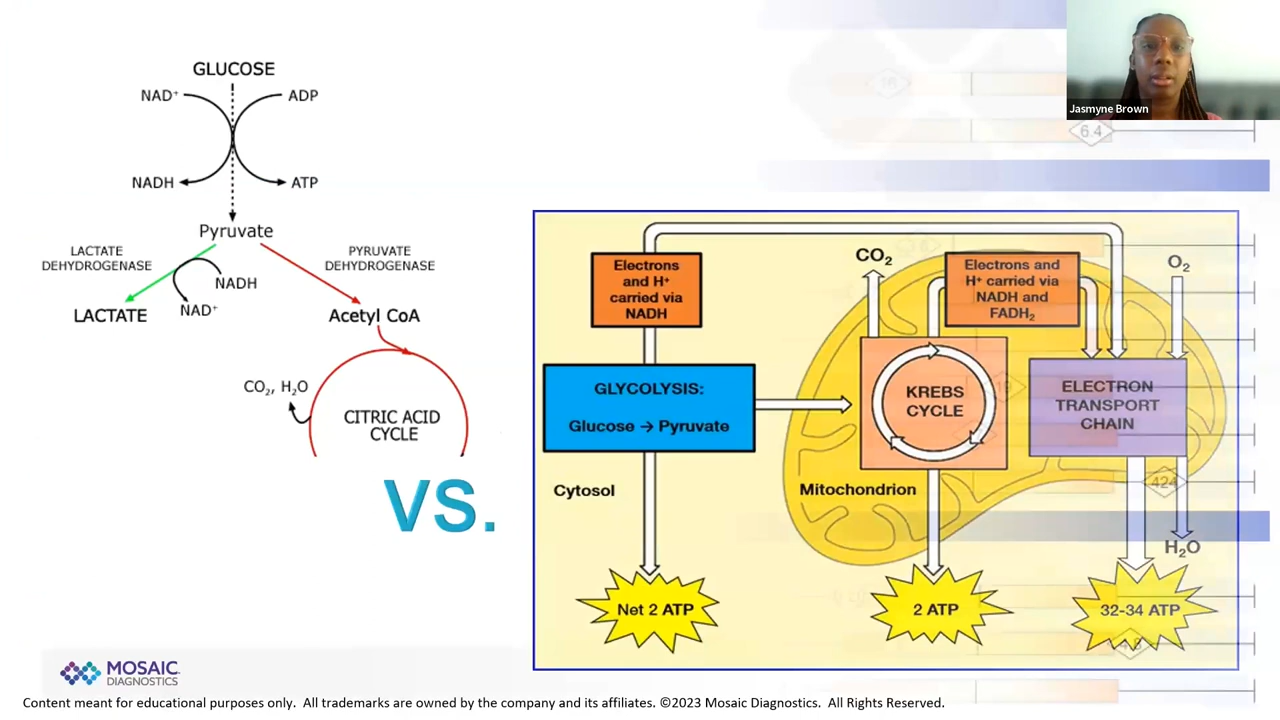 GLUCOSE
NAD⁺
ADP
NADH
ATP
Pyruvate
LACTATE
DEHYDROGENASE
PYRUVATE
DEHYDROGENASE
NADH
NAD⁺
LACTATE
Acetyl CoA
CO₂, H₂O
CITRIC ACID
CYCLE
VS.
Jasmyne Brown
6.4
Electrons
and H⁺
carried via
NADH
CO₂
Electrons and
H⁺ carried via
NADH and
FADH₂
O₂
GLYCOLYSIS:
Glucose → Pyruvate
KREBS
CYCLE
ELECTRON
TRANSPORT
CHAIN
Cytosol
Mitochondrion
424
H₂O
Net 2 ATP
2 ATP
32-34 ATP
MOSAIC
DIAGNOSTICS
Content meant for educational purposes only. All trademarks are owned by the company and its affiliates. ©2023 Mosaic Diagnostics. All Rights Reserved.